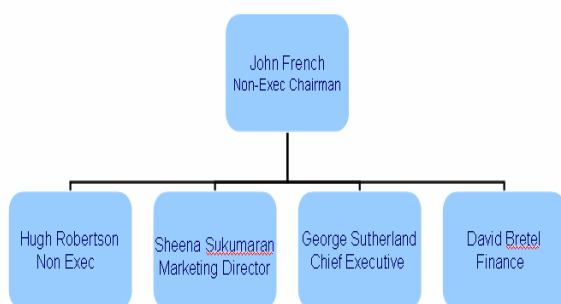 John French
Non-Exec Chairman
Hugh Robertson
Non Exec
Sheena Sukumaran
Marketing Director
George Sutherland
Chief Executive
David Bretel
Finance